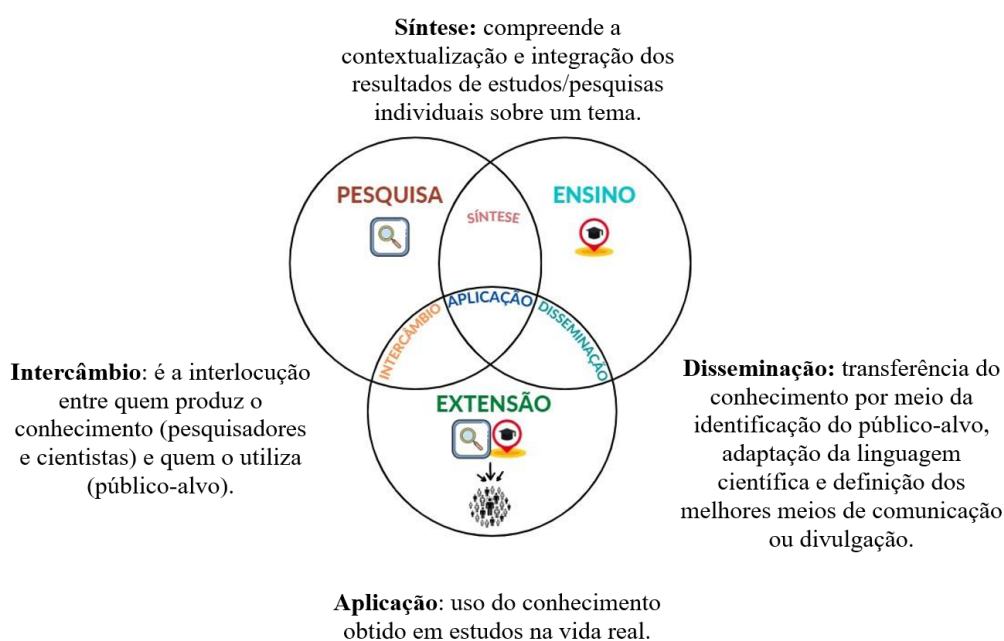 Síntese: compreende a
contextualização e integração dos
resultados de estudos/pesquisas
individuais sobre um tema.
PESQUISA
ENSINO
SÍNTESE
APLICAÇÃO
INTERCÂMBIO
DISSEMINAÇÃO
EXTENSÃO
Intercâmbio: é a interlocução
entre quem produz o
conhecimento (pesquisadores
e cientistas) e quem o utiliza
(público-alvo).
Disseminação: transferência do
conhecimento por meio da
identificação do público-alvo,
adaptação da linguagem
científica e definição dos
melhores meios de comunicação
ou divulgação.
Aplicação: uso do conhecimento
obtido em estudos na vida real.